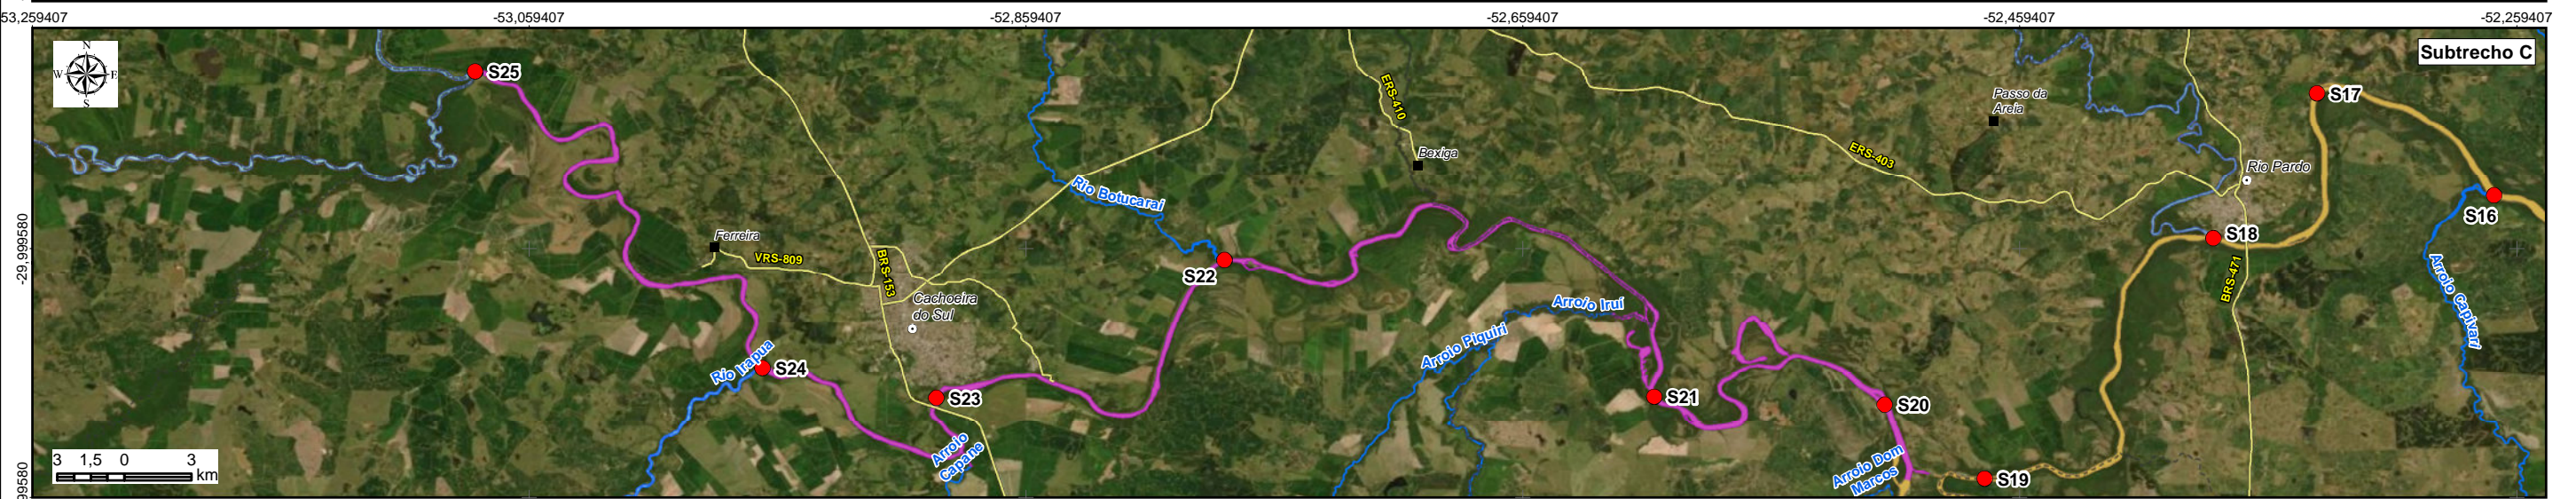 53,259407
-53,059407
-52,859407
-52,659407
-52,459407
-52,259407
Subtrecho C
N
W
E
S
S25
ERS-410
Passo da
Areia
S17
Bexiga
ERS-403
Rio Pardo
Rio Botucaraí
S16
-29,999580
Ferreira
VRS-809
BRS-153
S22
S18
Arroio Capivari
BRS-471
Cachoeira
do Sul
Arroio Iruí
Arroio Piquiri
Rio Irapua
S24
S23
S21
S20
Arroio
Capane
Arroio Dom
Marcos
S19
3 1,5 0 3
km
99580